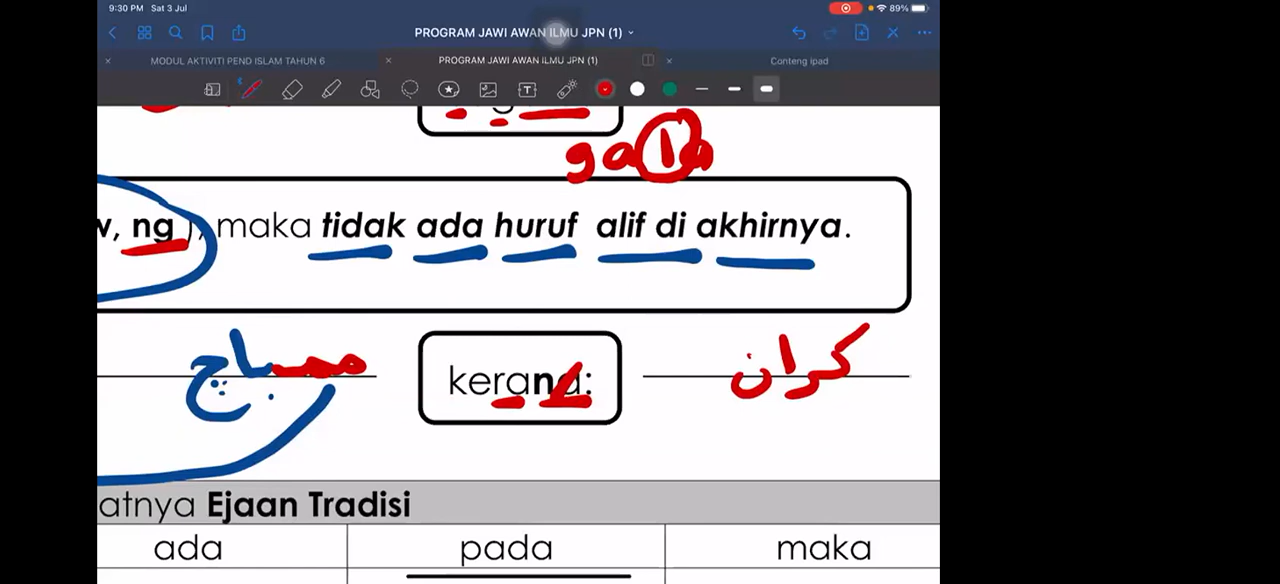 9:30 PM Sat 3 Jul
89%
PROGRAM JAWI AWAN ILMU JPN (1)
MODUL AKTIVITI PEND ISLAM TAHUN 6
PROGRAM JAWI AWAN ILMU JPN (1)
Conteng ipad
gala
w, ng ), maka tidak ada huruf alif di akhirnya.
ممباچ
kerana:
كران
atnya Ejaan Tradisi
ada
pada
maka